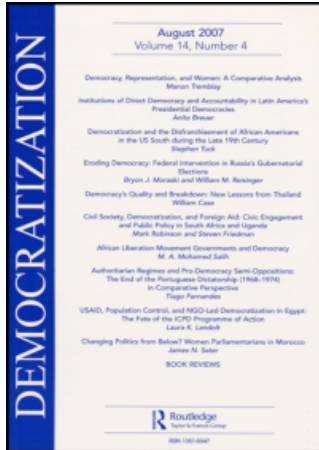 DEMOCRATIZATION
August 2007
Volume 14, Number 4
Democracy, Representation, and Women: A Comparative Analysis
Manon Tremblay
Institutions of Direct Democracy and Accountability in Latin America's
Presidential Democracies
Anita Breuer
Democratization and the Disfranchisement of African Americans
in the US South during the Late 19th Century
Stephen Tuck
Eroding Democracy: Federal Intervention in Russia's Gubernatorial
Elections
Bryon J. Moraski and William M. Reisinger
Democracy's Quality and Breakdown: New Lessons from Thailand
William Case
Civil Society, Democratization, and Foreign Aid: Civic Engagement
and Public Policy in South Africa and Uganda
Mark Robinson and Steven Friedman
African Liberation Movement Governments and Democracy
M. A. Mohamed Salih
Authoritarian Regimes and Pro-Democracy Semi-Oppositions:
The End of the Portuguese Dictatorship (1968–1974)
in Comparative Perspective
Tiago Fernandes
USAID, Population Control, and NGO-Led Democratization in Egypt:
The Fate of the ICPD Programme of Action
Laura K. Landolt
Changing Politics from Below? Women Parliamentarians in Morocco
James N. Sater
BOOK REVIEWS
Routledge
Taylor & Francis Group
ISSN 1351-0347